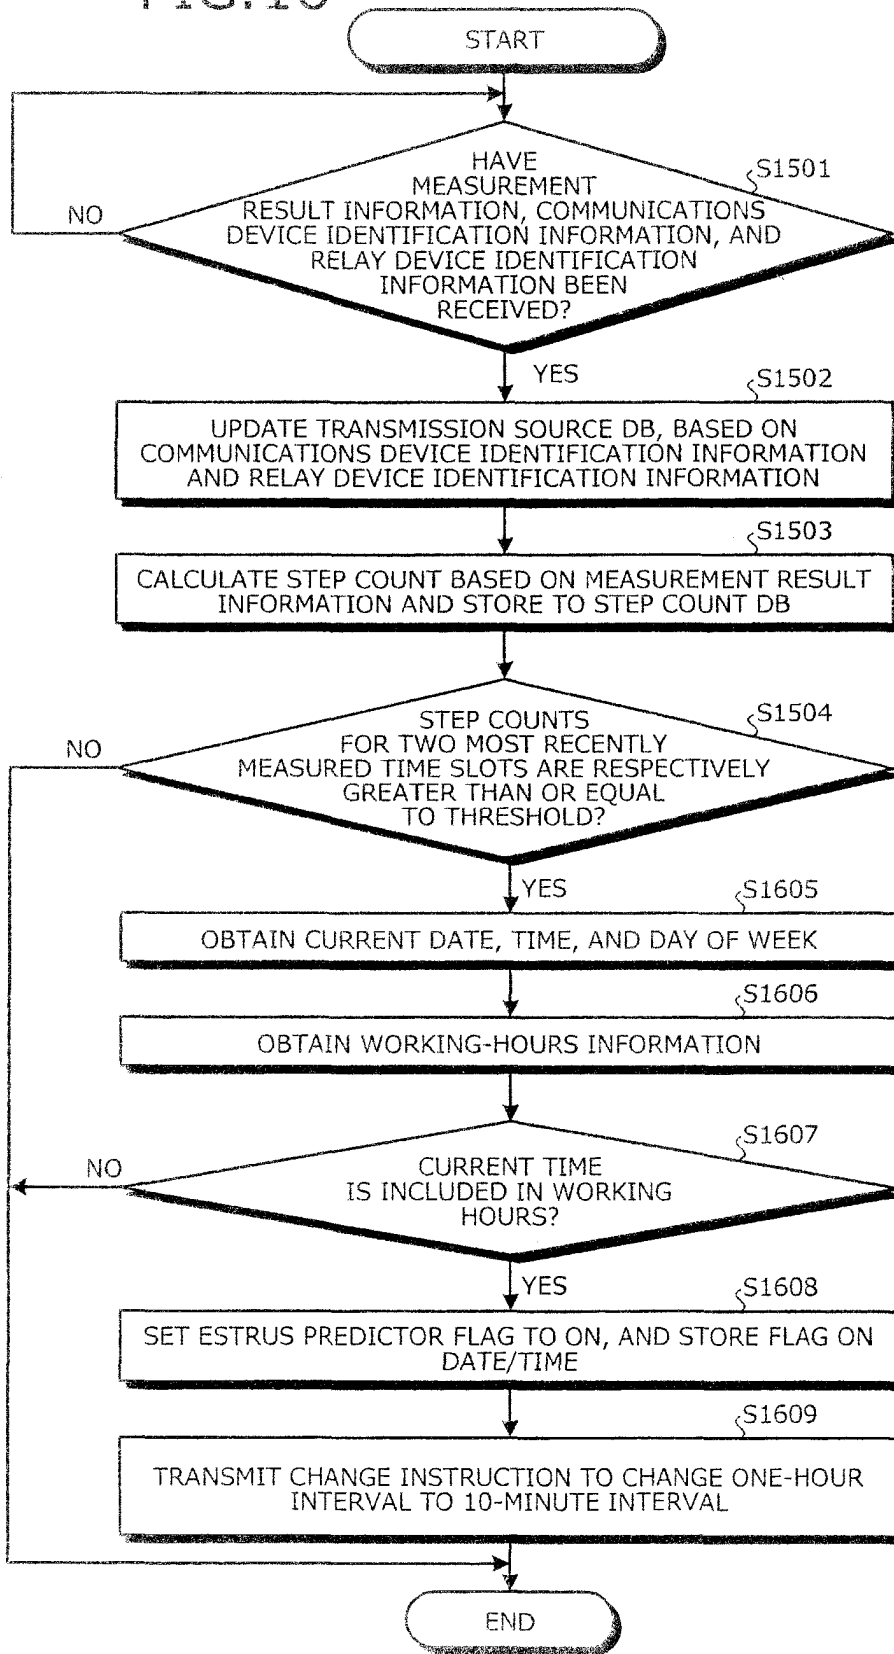 START
HAVE
MEASUREMENT
RESULT INFORMATION, COMMUNICATIONS
DEVICE IDENTIFICATION INFORMATION, AND
RELAY DEVICE IDENTIFICATION
INFORMATION BEEN
RECEIVED?
S1501
NO
YES
S1502
UPDATE TRANSMISSION SOURCE DB, BASED ON
COMMUNICATIONS DEVICE IDENTIFICATION INFORMATION
AND RELAY DEVICE IDENTIFICATION INFORMATION
S1503
CALCULATE STEP COUNT BASED ON MEASUREMENT RESULT
INFORMATION AND STORE TO STEP COUNT DB
S1504
STEP COUNTS
FOR TWO MOST RECENTLY
MEASURED TIME SLOTS ARE RESPECTIVELY
GREATER THAN OR EQUAL
TO THRESHOLD?
NO
YES
S1605
OBTAIN CURRENT DATE, TIME, AND DAY OF WEEK
S1606
OBTAIN WORKING-HOURS INFORMATION
S1607
CURRENT TIME
IS INCLUDED IN WORKING
HOURS?
NO
YES
S1608
SET ESTRUS PREDICTOR FLAG TO ON, AND STORE FLAG ON
DATE/TIME
S1609
TRANSMIT CHANGE INSTRUCTION TO CHANGE ONE-HOUR
INTERVAL TO 10-MINUTE INTERVAL
END